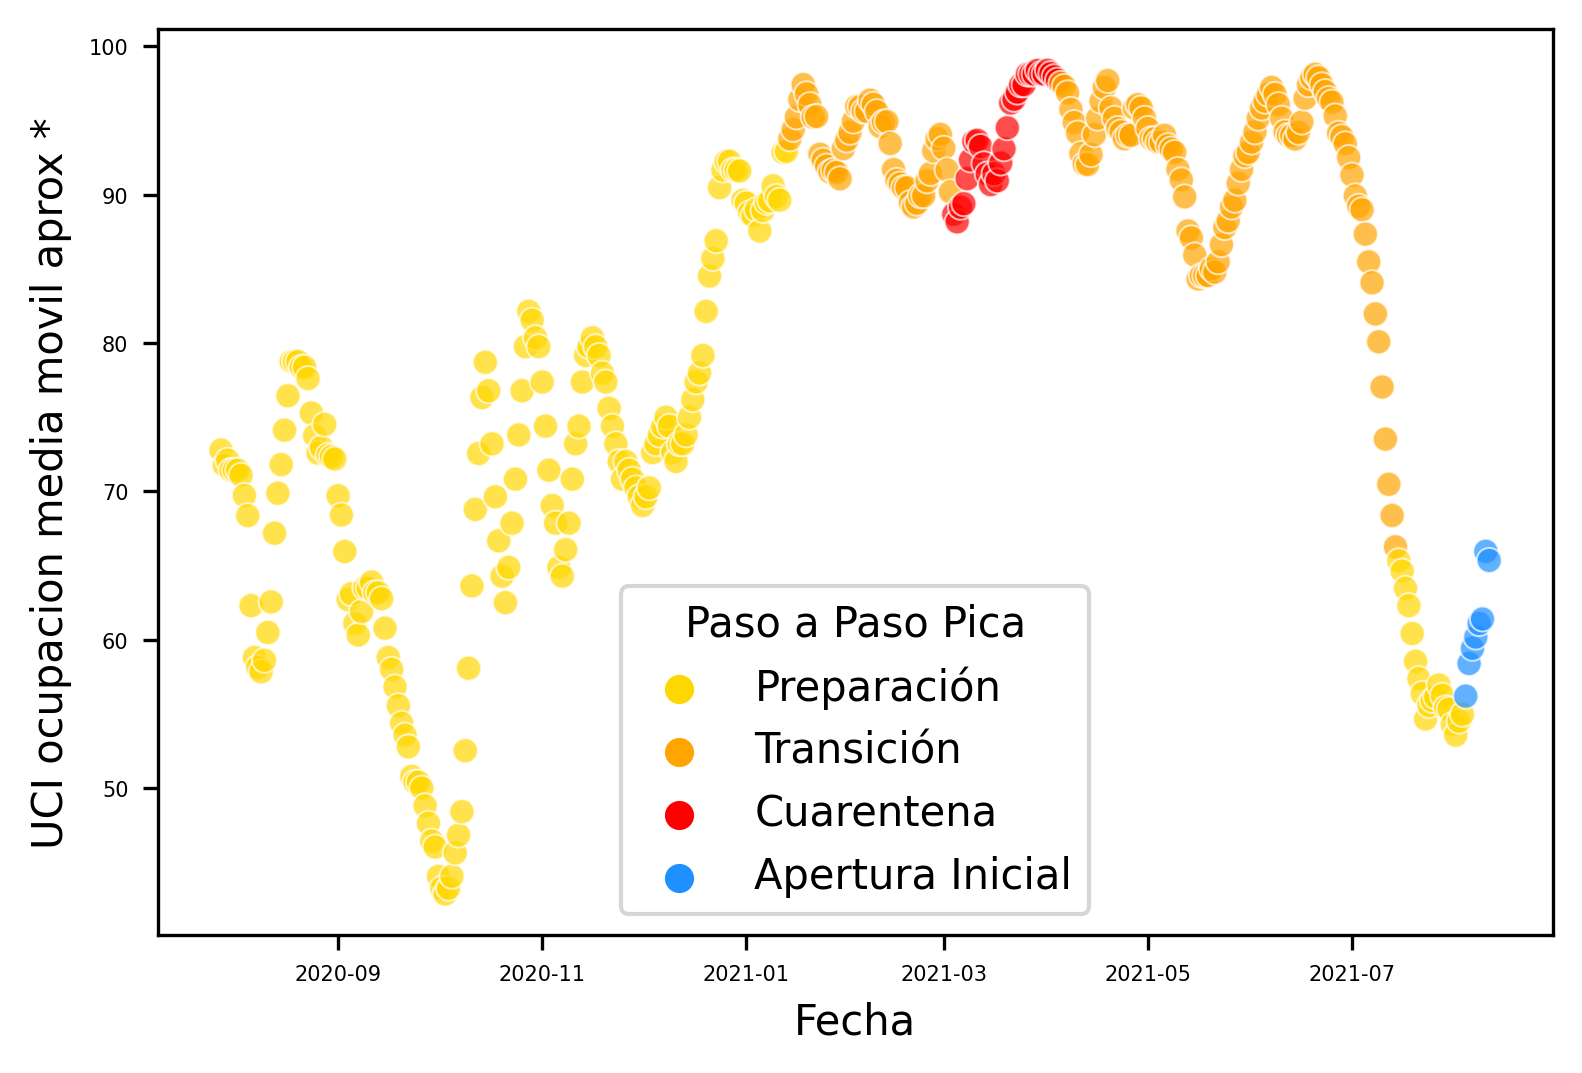 100
90
80
70
60
50
UCI ocupacion media movil aprox *
Paso a Paso Pica
Preparación
Transición
Cuarentena
Apertura Inicial
2020-09 2020-11 2021-01 2021-03 2021-05 2021-07
Fecha